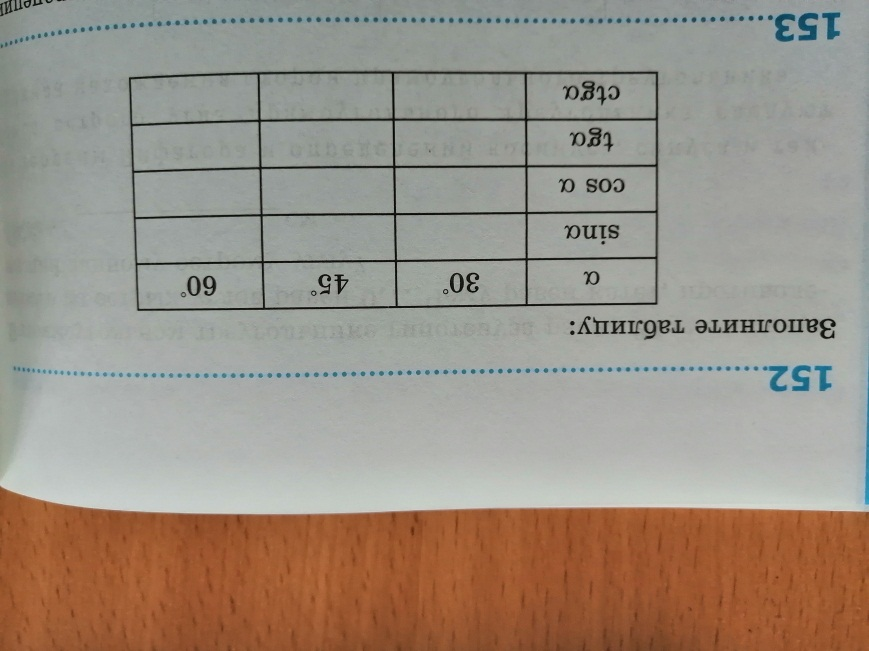 152
Заполните таблицу:
α 30° 45° 60°
sinα
cos α
tgα
ctgα
153